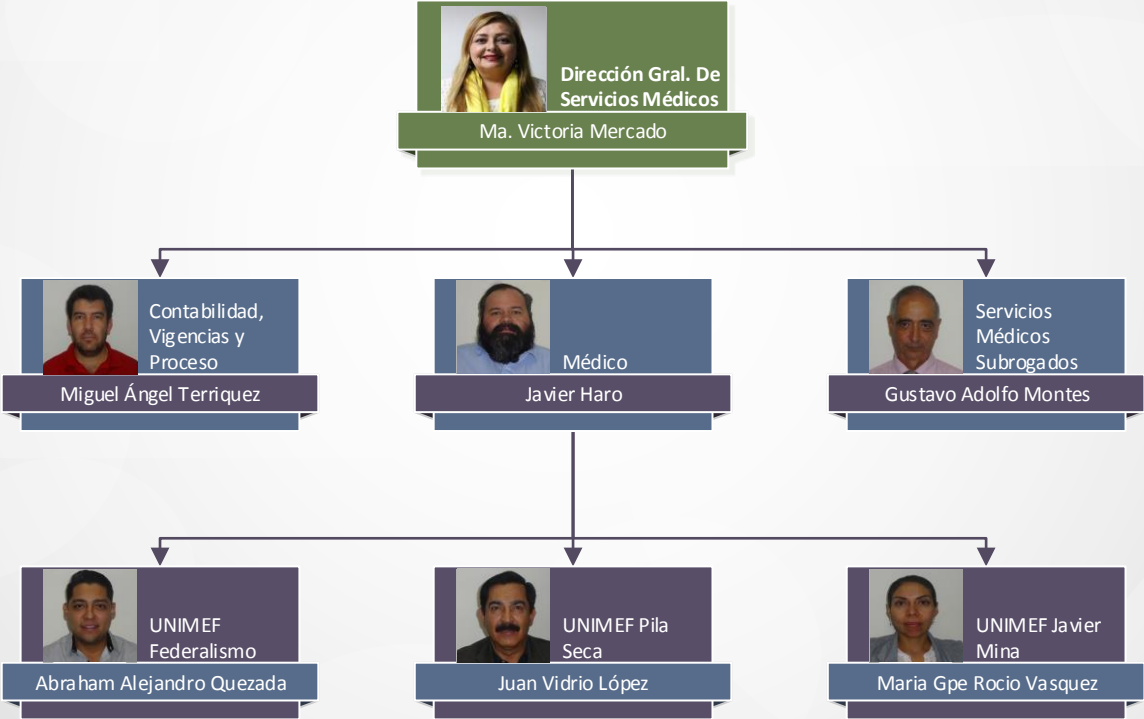 Dirección Gral. De
Servicios Médicos
Ma. Victoria Mercado
Contabilidad,
Vigencias y
Proceso
Miguel Ángel Terriquez
Médico
Javier Haro
Servicios
Médicos
Subrogados
Gustavo Adolfo Montes
UNIMEF
Federalismo
Abraham Alejandro Quezada
UNIMEF Pila
Seca
Juan Vidrio López
UNIMEF Javier
Mina
Maria Gpe Rocio Vasquez